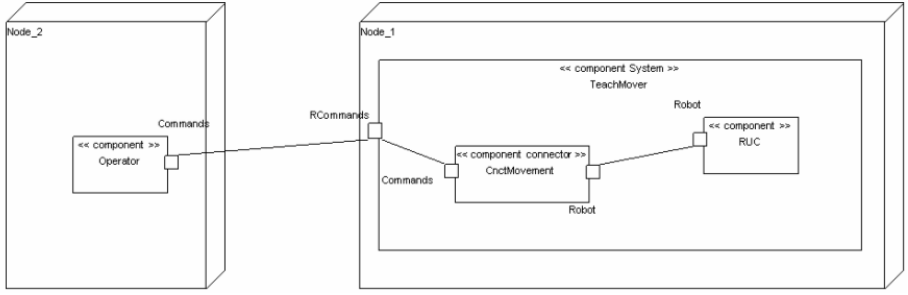 Node_2
Commands
<< component >>
Operator
Node_1
<< component System >>
TeachMover
RCommands
Commands
<< component connector >>
CnctMovement
Robot
Robot
<< component >>
RUC